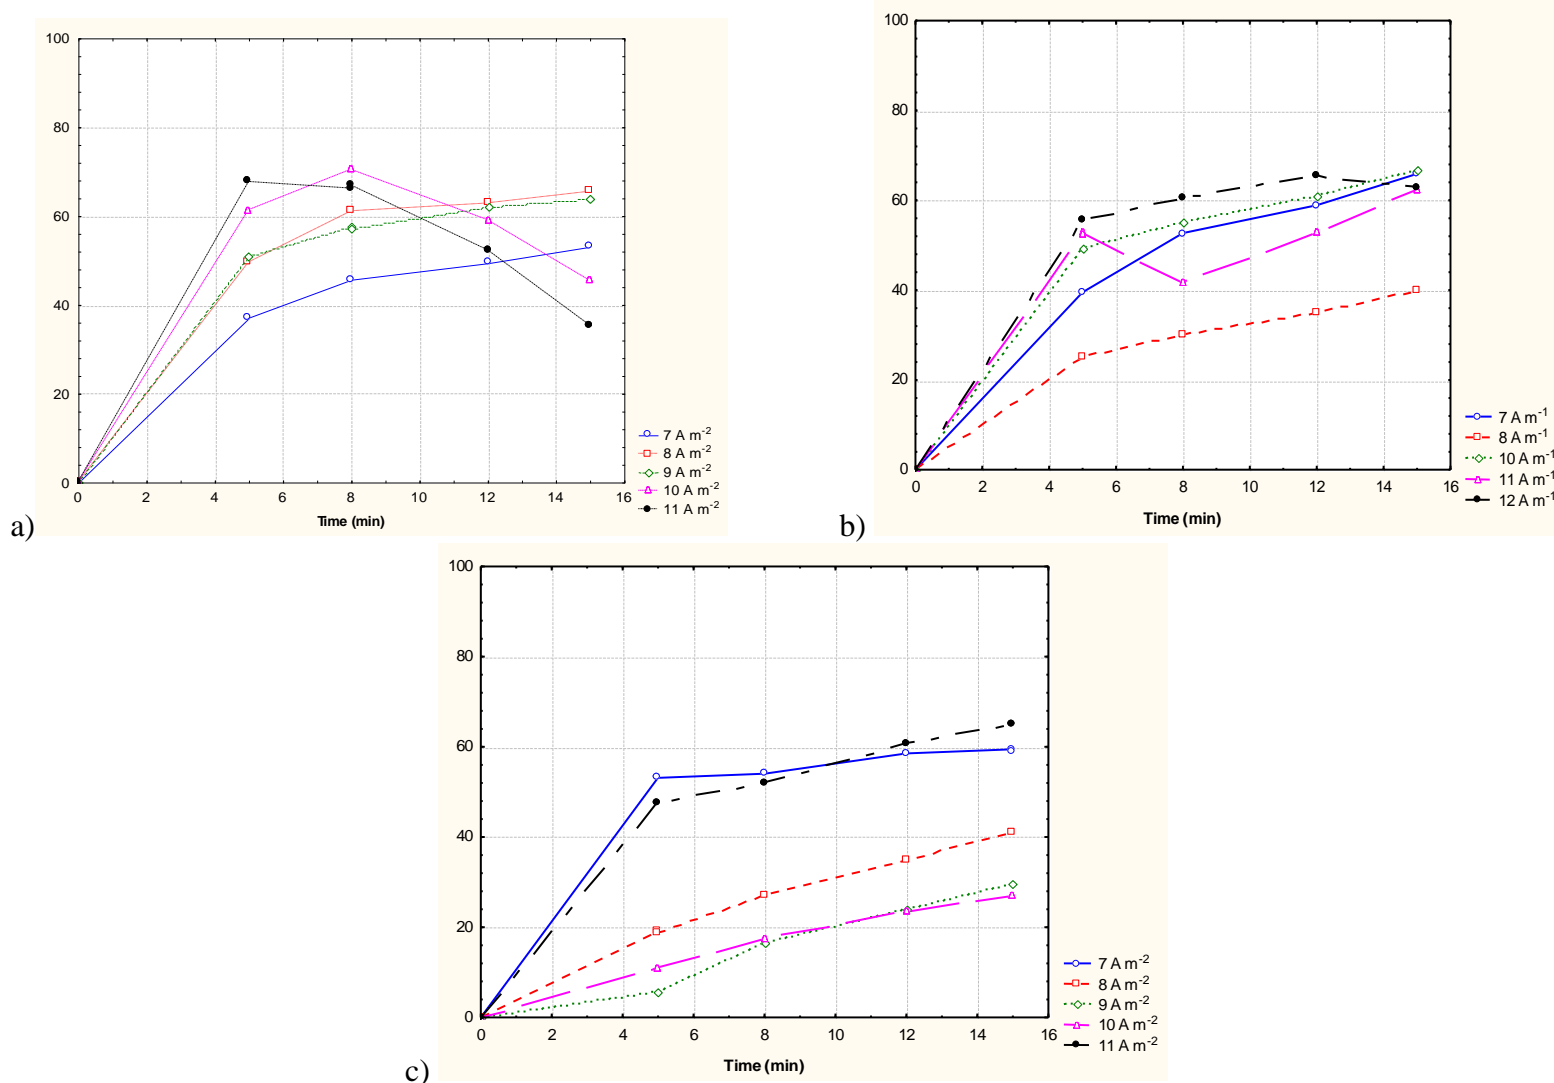 100
80
60
40
20
0
0 2 4 6 8 10 12 14 16
Time (min)
7 A m-2
8 A m-2
9 A m-2
10 A m-2
11 A m-2
a)
100
80
60
40
20
0
0 2 4 6 8 10 12 14 16
Time (min)
7 A m-1
8 A m-1
10 A m-1
11 A m-1
12 A m-1
b)
100
80
60
40
20
0
0 2 4 6 8 10 12 14 16
Time (min)
7 A m-2
8 A m-2
9 A m-2
10 A m-2
11 A m-2
c)